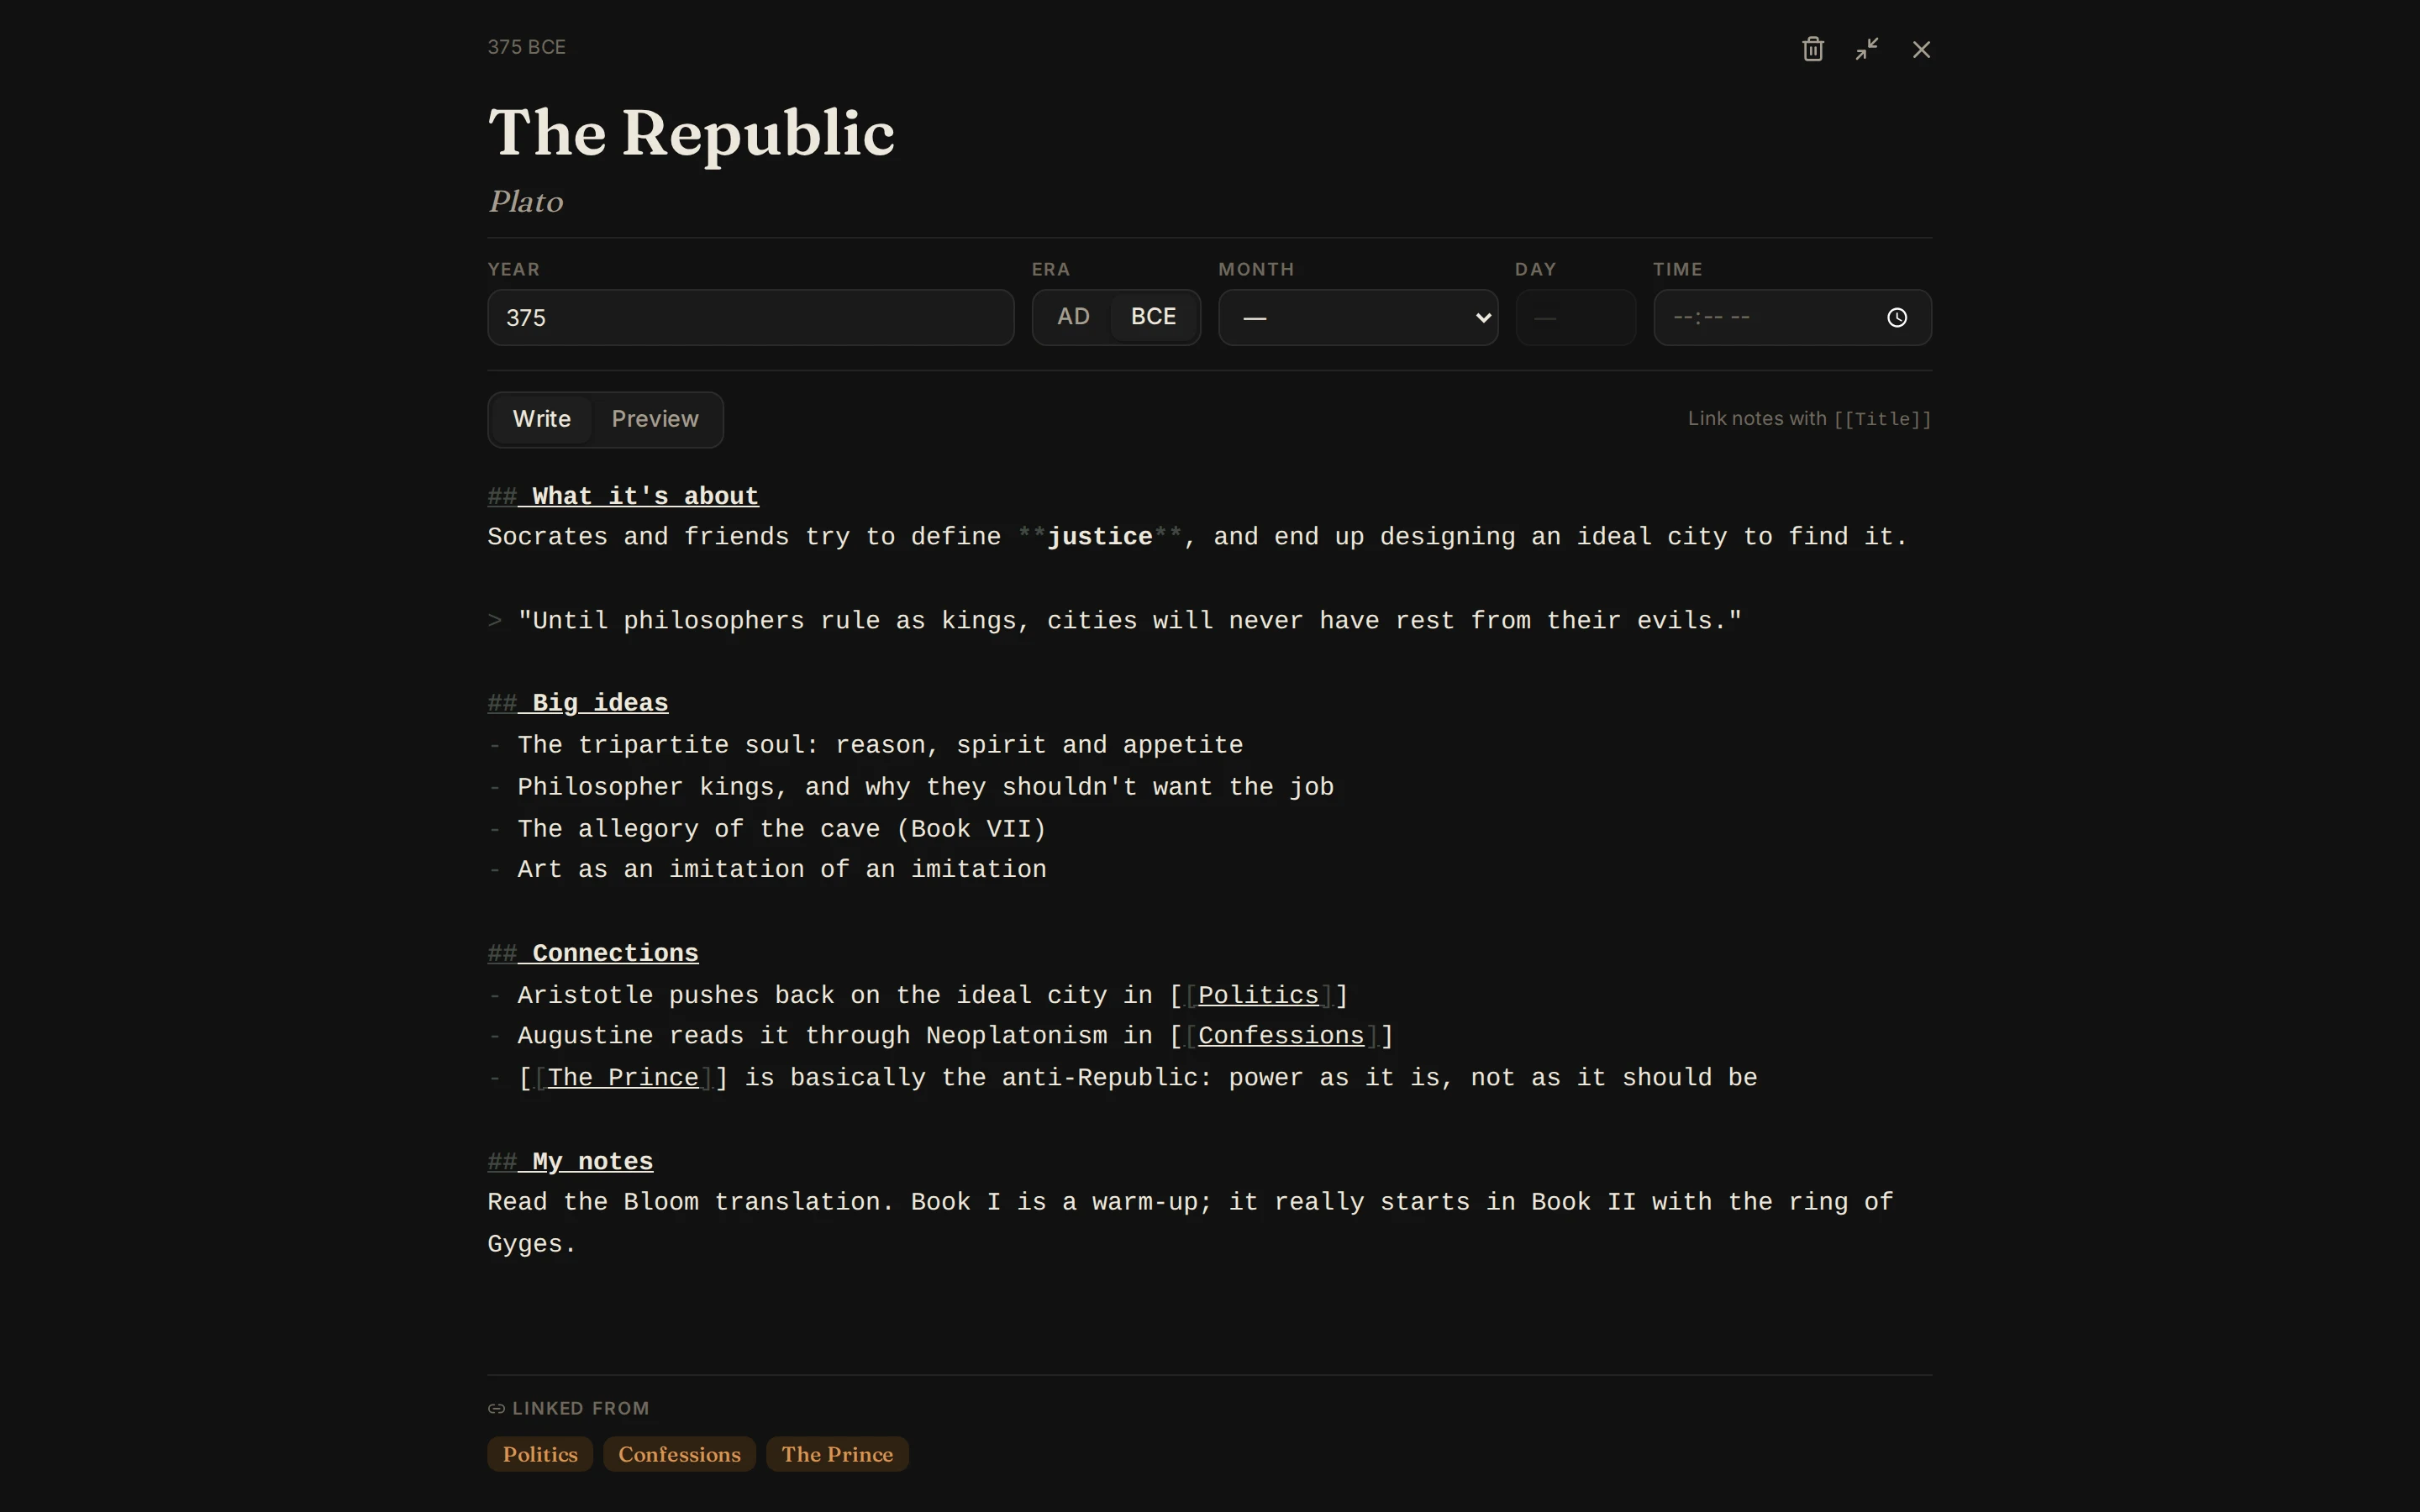 375 BCE
The Republic
Plato
YEAR ERA MONTH DAY TIME
375 AD BCE — — --:-- --
Write Preview Link notes with [[Title]]
## What it's about
Socrates and friends try to define **justice**, and end up designing an ideal city to find it.
> "Until philosophers rule as kings, cities will never have rest from their evils."
## Big ideas
- The tripartite soul: reason, spirit and appetite
- Philosopher kings, and why they shouldn't want the job
- The allegory of the cave (Book VII)
- Art as an imitation of an imitation
## Connections
- Aristotle pushes back on the ideal city in [[Politics]]
- Augustine reads it through Neoplatonism in [[Confessions]]
- [[The Prince]] is basically the anti-Republic: power as it is, not as it should be
## My notes
Read the Bloom translation. Book I is a warm-up; it really starts in Book II with the ring of
Gyges.
LINKED FROM
Politics Confessions The Prince